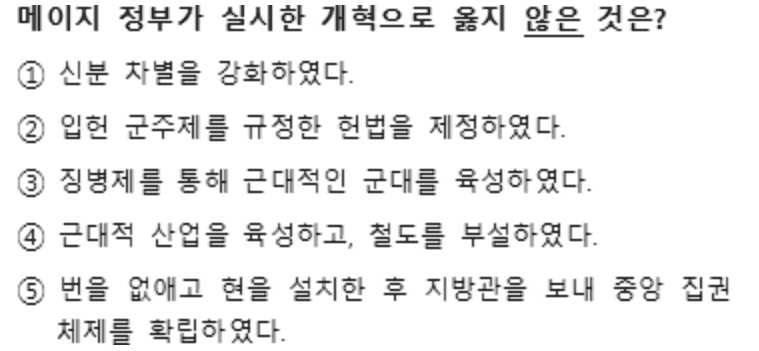 메이지 정부가 실시한 개혁으로 옳지 않은 것은?
① 신분 차별을 강화하였다.
② 입헌 군주제를 규정한 헌법을 제정하였다.
③ 징병제를 통해 근대적인 군대를 육성하였다.
④ 근대적 산업을 육성하고, 철도를 부설하였다.
⑤ 번을 없애고 현을 설치한 후 지방관을 보내 중앙 집권
체제를 확립하였다.